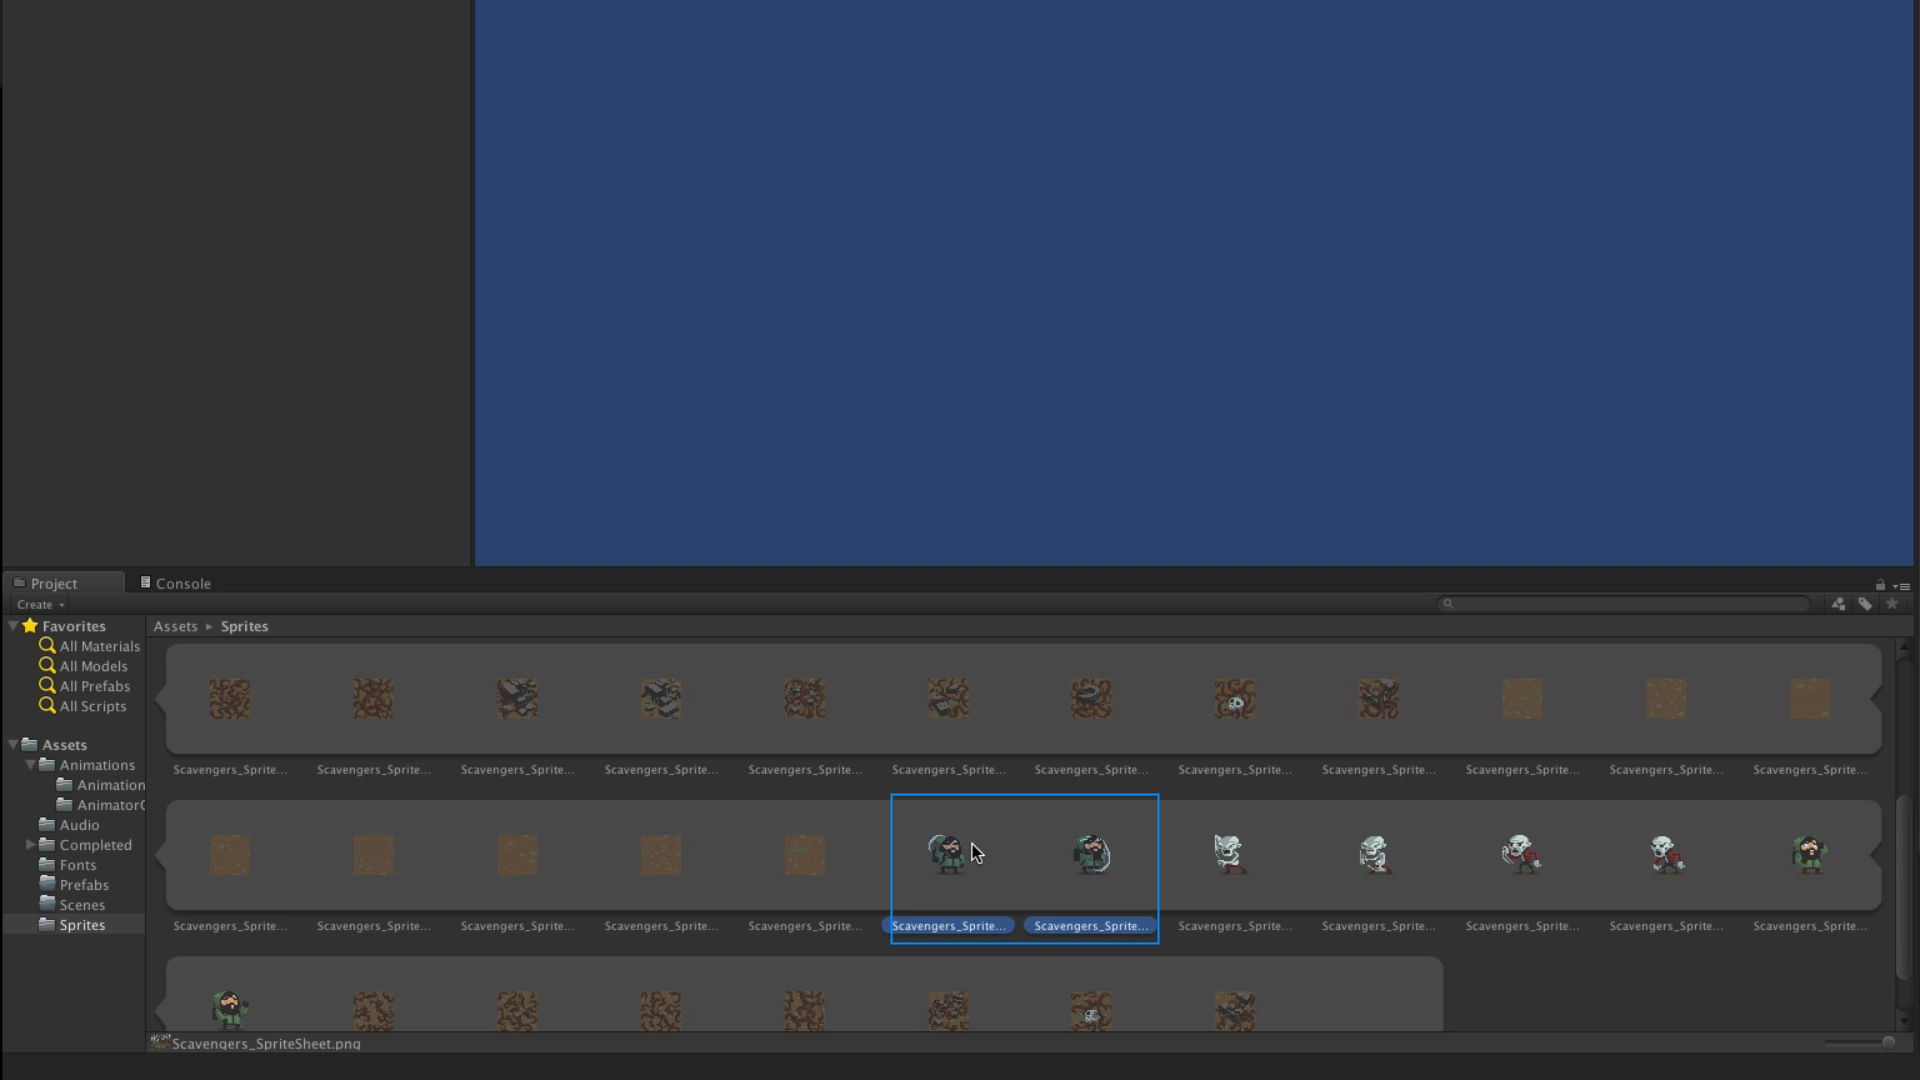 Project
Console
Create
Favorites
All Materials
All Models
All Prefabs
All Scripts
Assets
Animations
Animation
Animator
Audio
Completed
Fonts
Prefabs
Scenes
Sprites
Assets ▸ Sprites
Scavengers_Sprite... Scavengers_Sprite... Scavengers_Sprite... Scavengers_Sprite... Scavengers_Sprite... Scavengers_Sprite... Scavengers_Sprite... Scavengers_Sprite... Scavengers_Sprite... Scavengers_Sprite... Scavengers_Sprite... Scavengers_Sprite...
Scavengers_Sprite... Scavengers_Sprite... Scavengers_Sprite... Scavengers_Sprite... Scavengers_Sprite... Scavengers_Sprite... Scavengers_Sprite... Scavengers_Sprite... Scavengers_Sprite... Scavengers_Sprite... Scavengers_Sprite... Scavengers_Sprite...
Scavengers_SpriteSheet.png